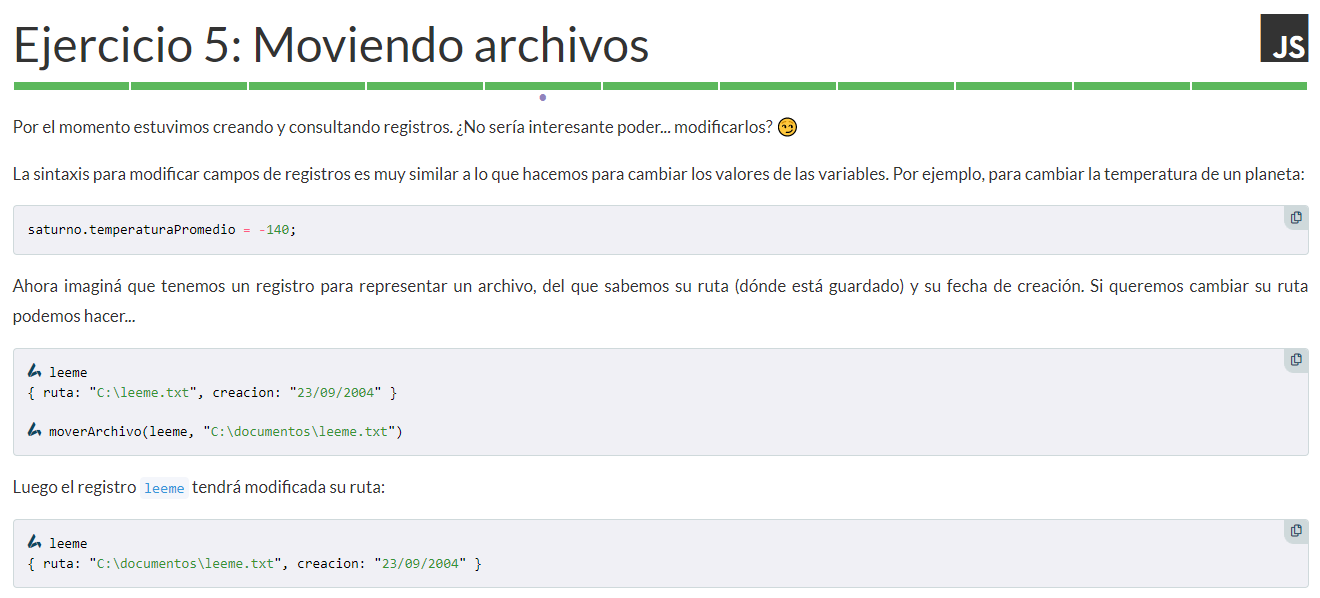 Ejercicio 5: Moviendo archivos
JS
Por el momento estuvimos creando y consultando registros. ¿No sería interesante poder... modificarlos? 😏
La sintaxis para modificar campos de registros es muy similar a lo que hacemos para cambiar los valores de las variables. Por ejemplo, para cambiar la temperatura de un planeta:
saturno.temperaturaPromedio = -140;
Ahora imaginá que tenemos un registro para representar un archivo, del que sabemos su ruta (dónde está guardado) y su fecha de creación. Si queremos cambiar su ruta
podemos hacer...
leeme
{ ruta: "C:\leeme.txt", creacion: "23/09/2004" }
moverArchivo(leeme, "C:\documentos\leeme.txt")
Luego el registro leeme tendrá modificada su ruta:
leeme
{ ruta: "C:\documentos\leeme.txt", creacion: "23/09/2004" }